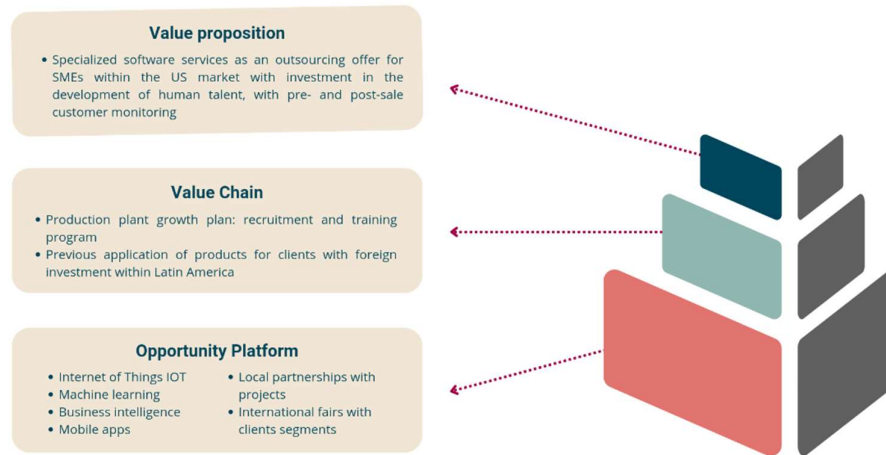 Value proposition
• Specialized software services as an outsourcing offer for
SMEs within the US market with investment in the
development of human talent, with pre- and post-sale
customer monitoring
Value Chain
• Production plant growth plan: recruitment and training
program
• Previous application of products for clients with foreign
investment within Latin America
Opportunity Platform
• Internet of Things IOT
• Machine learning
• Business intelligence
• Mobile apps
• Local partnerships with
projects
• International fairs with
clients segments